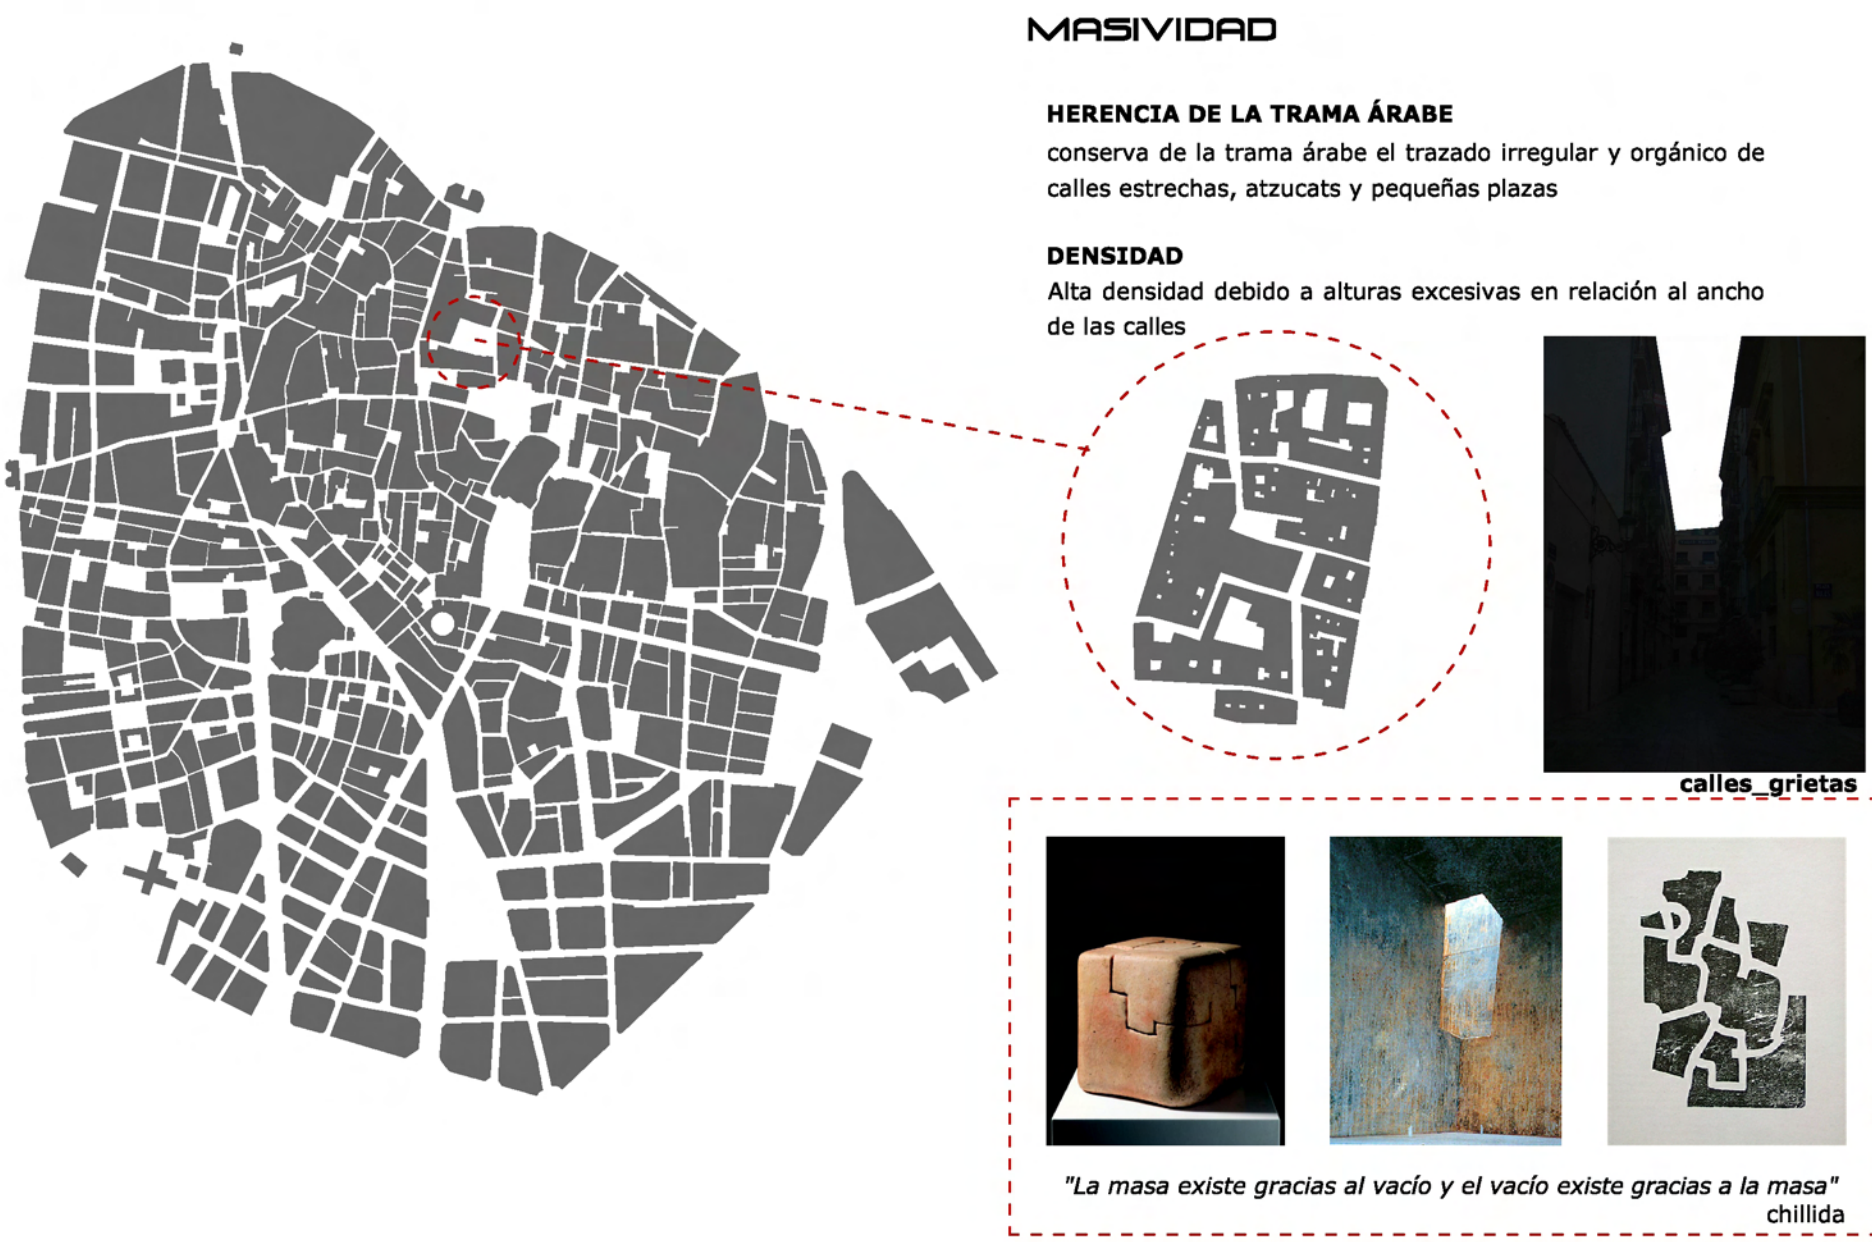 MASIVIDAD
HERENCIA DE LA TRAMA ÁRABE
conserva de la trama árabe el trazado irregular y orgánico de
calles estrechas, atzucats y pequeñas plazas
DENSIDAD
Alta densidad debido a alturas excesivas en relación al ancho
de las calles
calles_grietas
"La masa existe gracias al vacío y el vacío existe gracias a la masa"
chillida